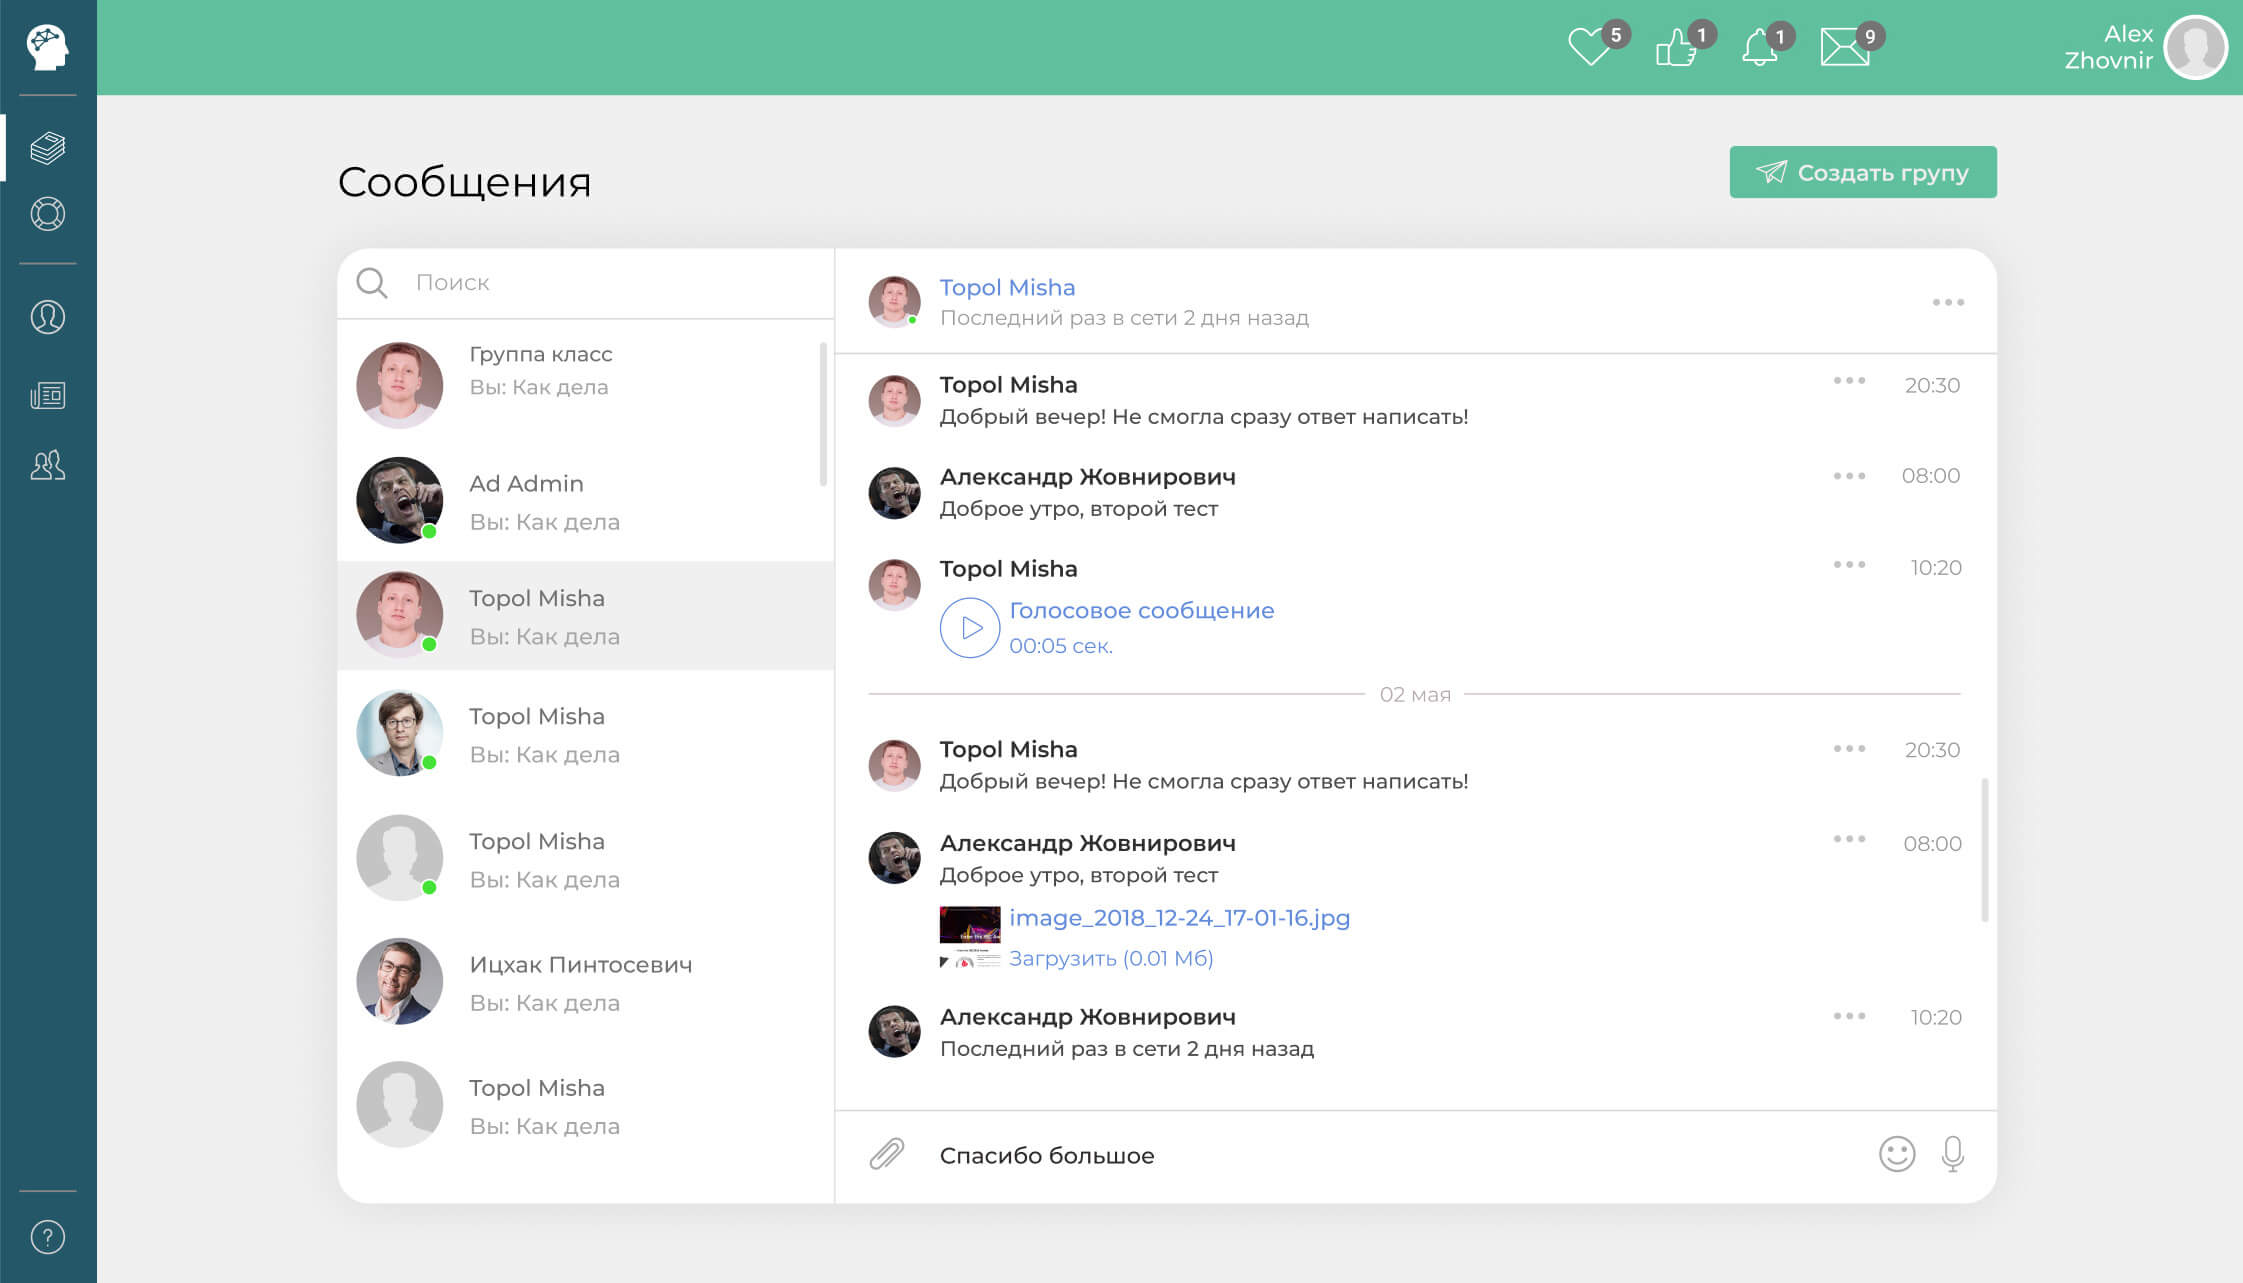 5
1
1
9
Alex
Zhovnir
Сообщения
Создать групу
Поиск
Группа класс
Вы: Как дела
Ad Admin
Вы: Как дела
Topol Misha
Вы: Как дела
Topol Misha
Вы: Как дела
Topol Misha
Вы: Как дела
Ицхак Пинтосевич
Вы: Как дела
Topol Misha
Вы: Как дела
Topol Misha
Последний раз в сети 2 дня назад
Topol Misha 20:30
Добрый вечер! Не смогла сразу ответ написать!
Александр Жовнирович 08:00
Доброе утро, второй тест
Topol Misha 10:20
Голосовое сообщение
00:05 сек.
02 мая
Topol Misha 20:30
Добрый вечер! Не смогла сразу ответ написать!
Александр Жовнирович 08:00
Доброе утро, второй тест
image_2018_12-24_17-01-16.jpg
Загрузить (0.01 Мб)
Александр Жовнирович 10:20
Последний раз в сети 2 дня назад
Спасибо большое
?